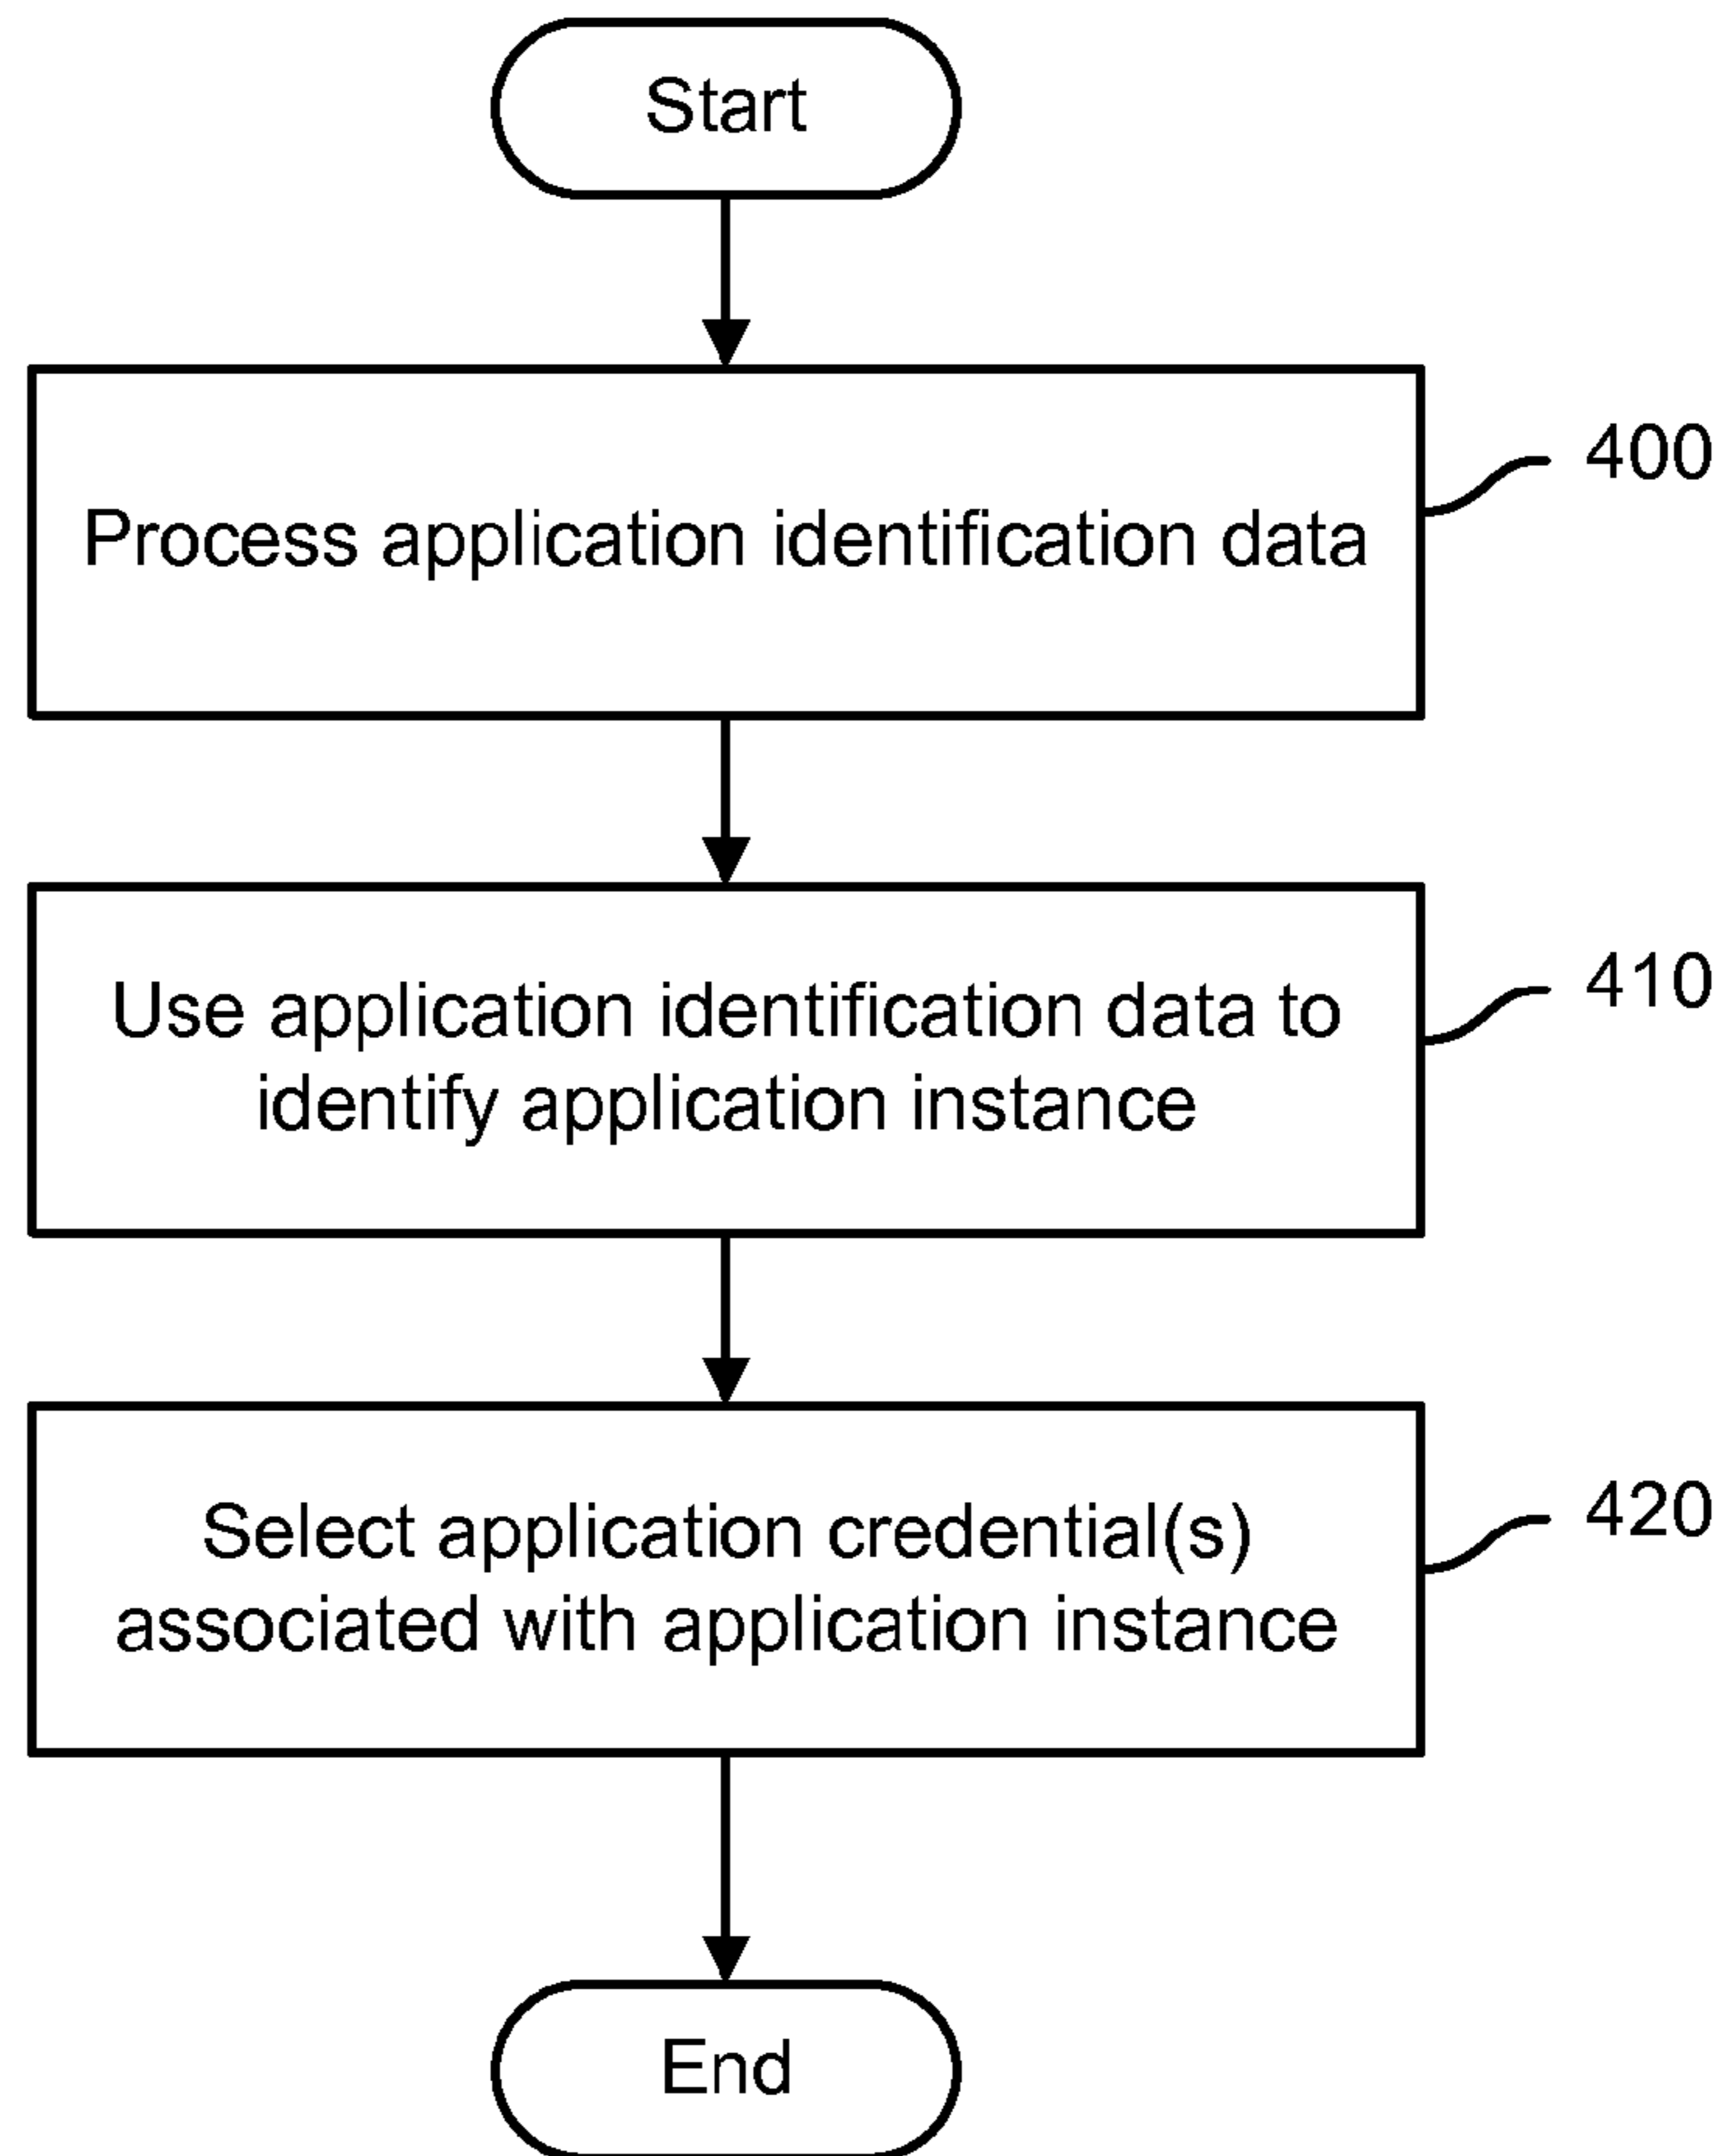 Start
Process application identification data
400
Use application identification data to
identify application instance
410
Select application credential(s)
associated with application instance
420
End